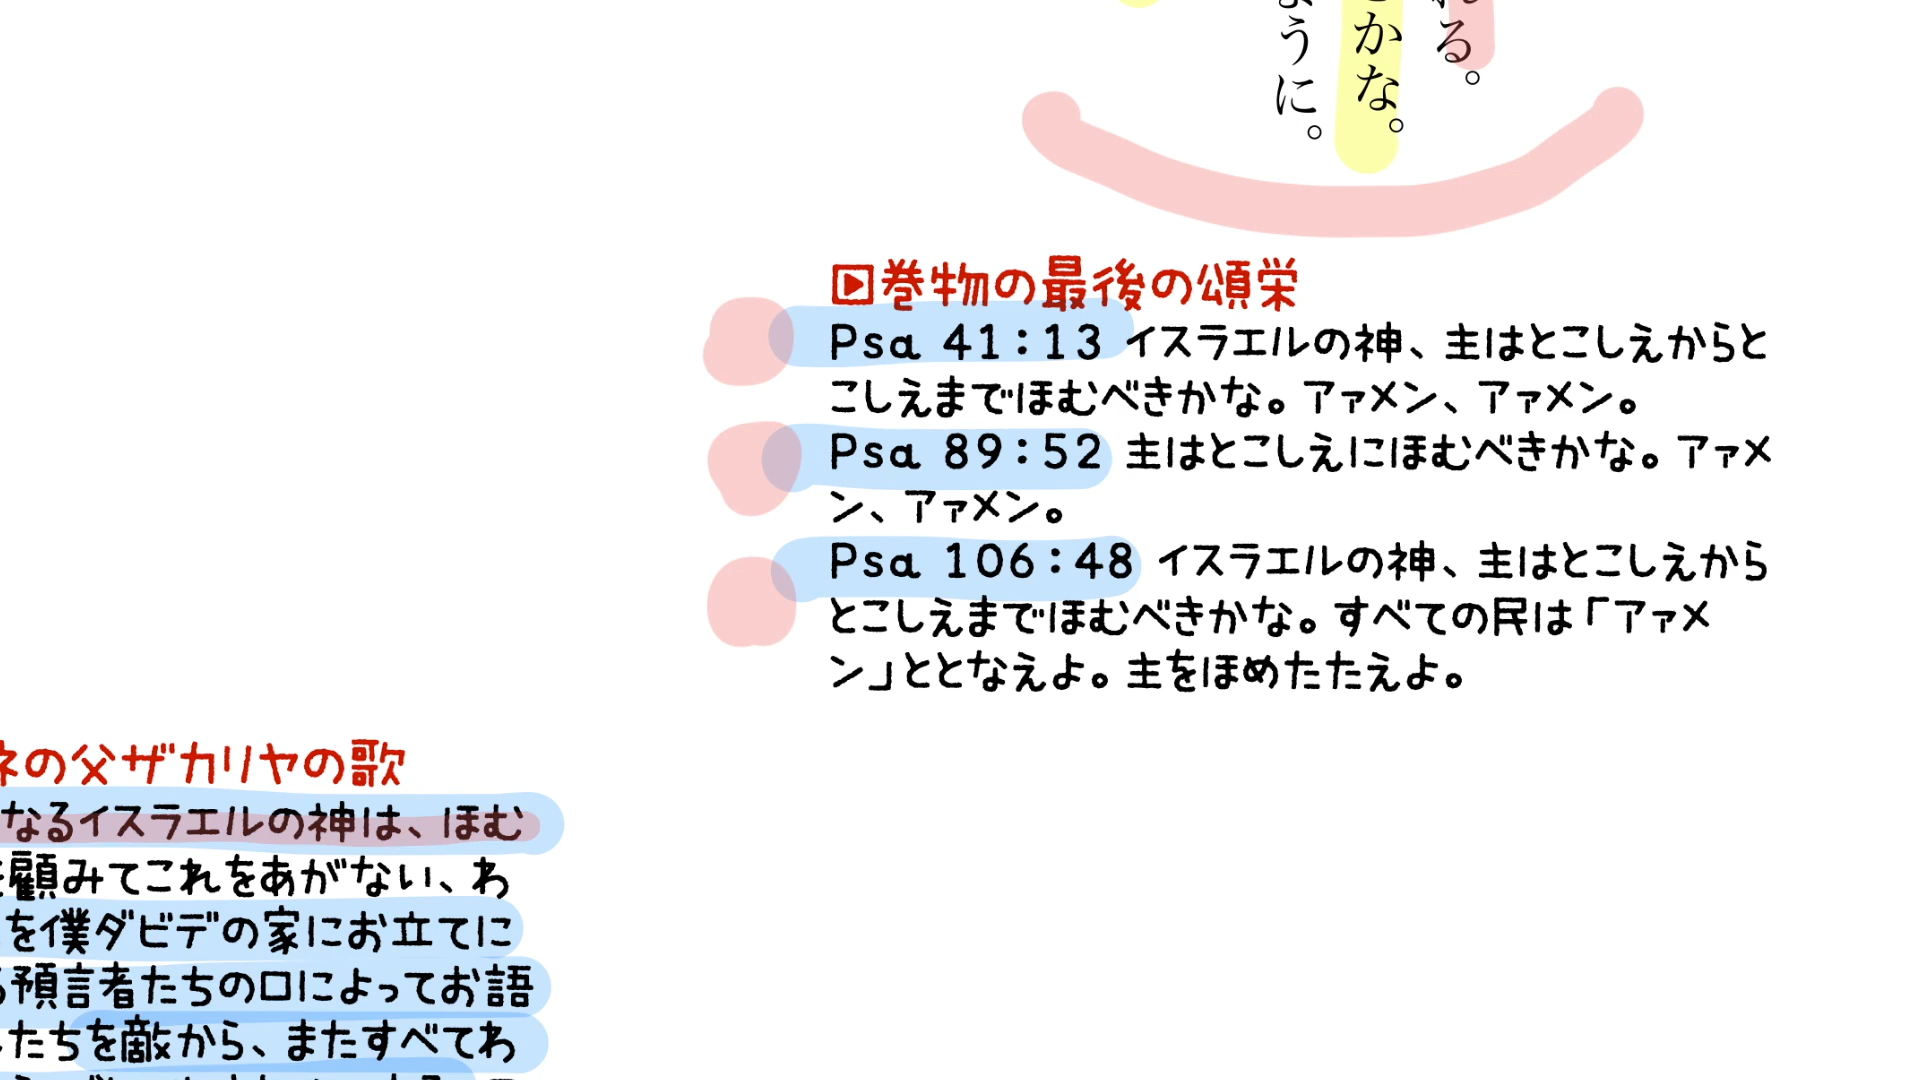 る。
かな。
ように。
▶巻物の最後の頌栄
Psa 41:13 イスラエルの神、主はとこしえからと
こしえまでほむべきかな。アァメン、アァメン。
Psa 89:52 主はとこしえにほむべきかな。アァメ
ン、アァメン。
Psa 106:48 イスラエルの神、主はとこしえから
とこしえまでほむべきかな。すべての民は「アァメ
ン」ととなえよ。主をほめたたえよ。
ネの父ザカリヤの歌
なるイスラエルの神は、ほむ
を顧みてこれをあがない、わ
を僕ダビデの家にお立てに
預言者たちの口によってお語
たちを敵から、またすべてわ